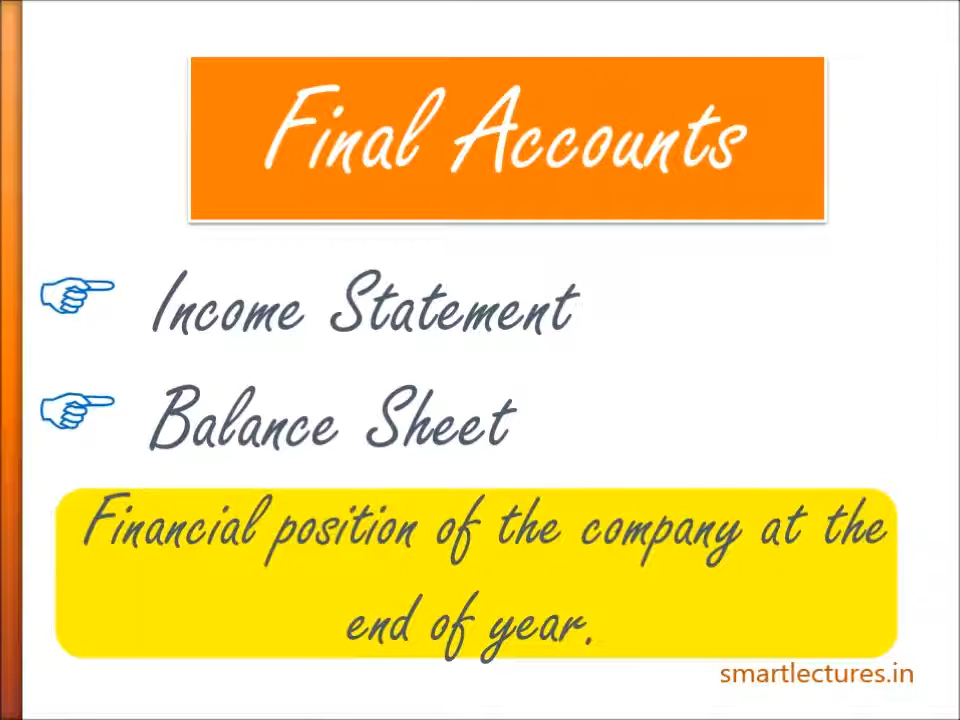 Final Accounts
Income Statement
Balance Sheet
Financial position of the company at the
end of year.
smartlectures.in